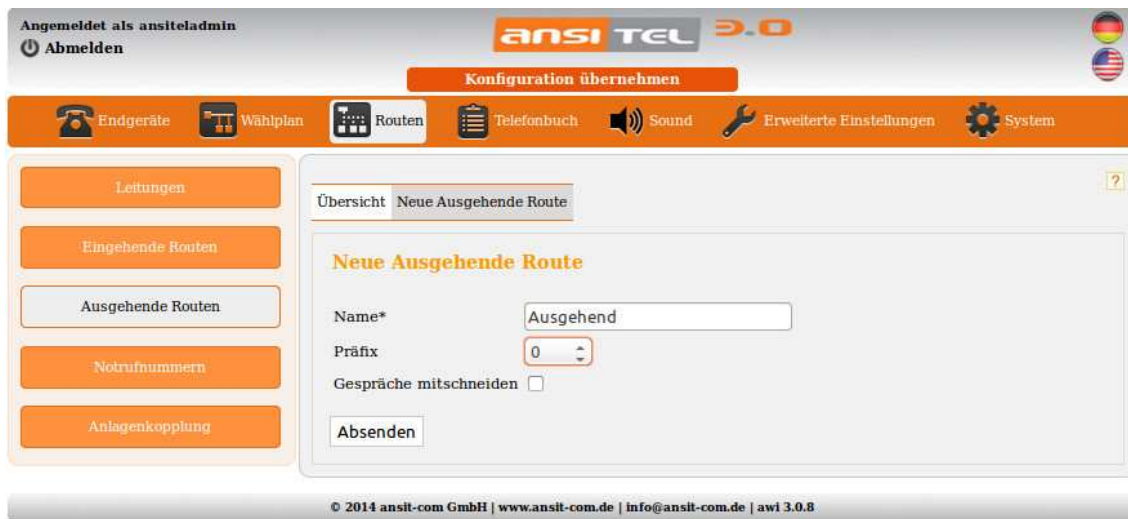 Angemeldet als ansiteladmin
Abmelden
ansi TEL 3.0
Konfiguration übernehmen
Endgeräte Wählplan Routen Telefonbuch Sound Erweiterte Einstellungen System
Leitungen
Eingehende Routen
Ausgehende Routen
Notrufnummern
Anlagenkopplung
?
Übersicht Neue Ausgehende Route
Neue Ausgehende Route
Name* Ausgehend
Präfix 0
Gespräche mitschneiden
Absenden
© 2014 ansit-com GmbH | www.ansit-com.de | info@ansit-com.de | awi 3.0.8